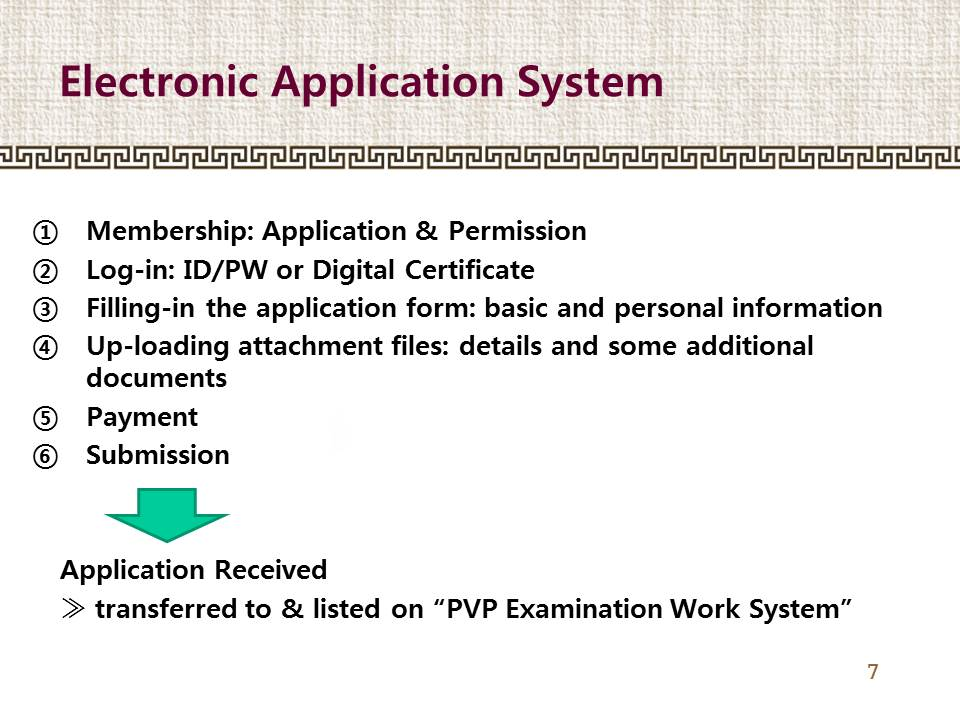 Electronic Application System
① Membership: Application & Permission
② Log-in: ID/PW or Digital Certificate
③ Filling-in the application form: basic and personal information
④ Up-loading attachment files: details and some additional
documents
⑤ Payment
⑥ Submission
Application Received
≫ transferred to & listed on “PVP Examination Work System”
7